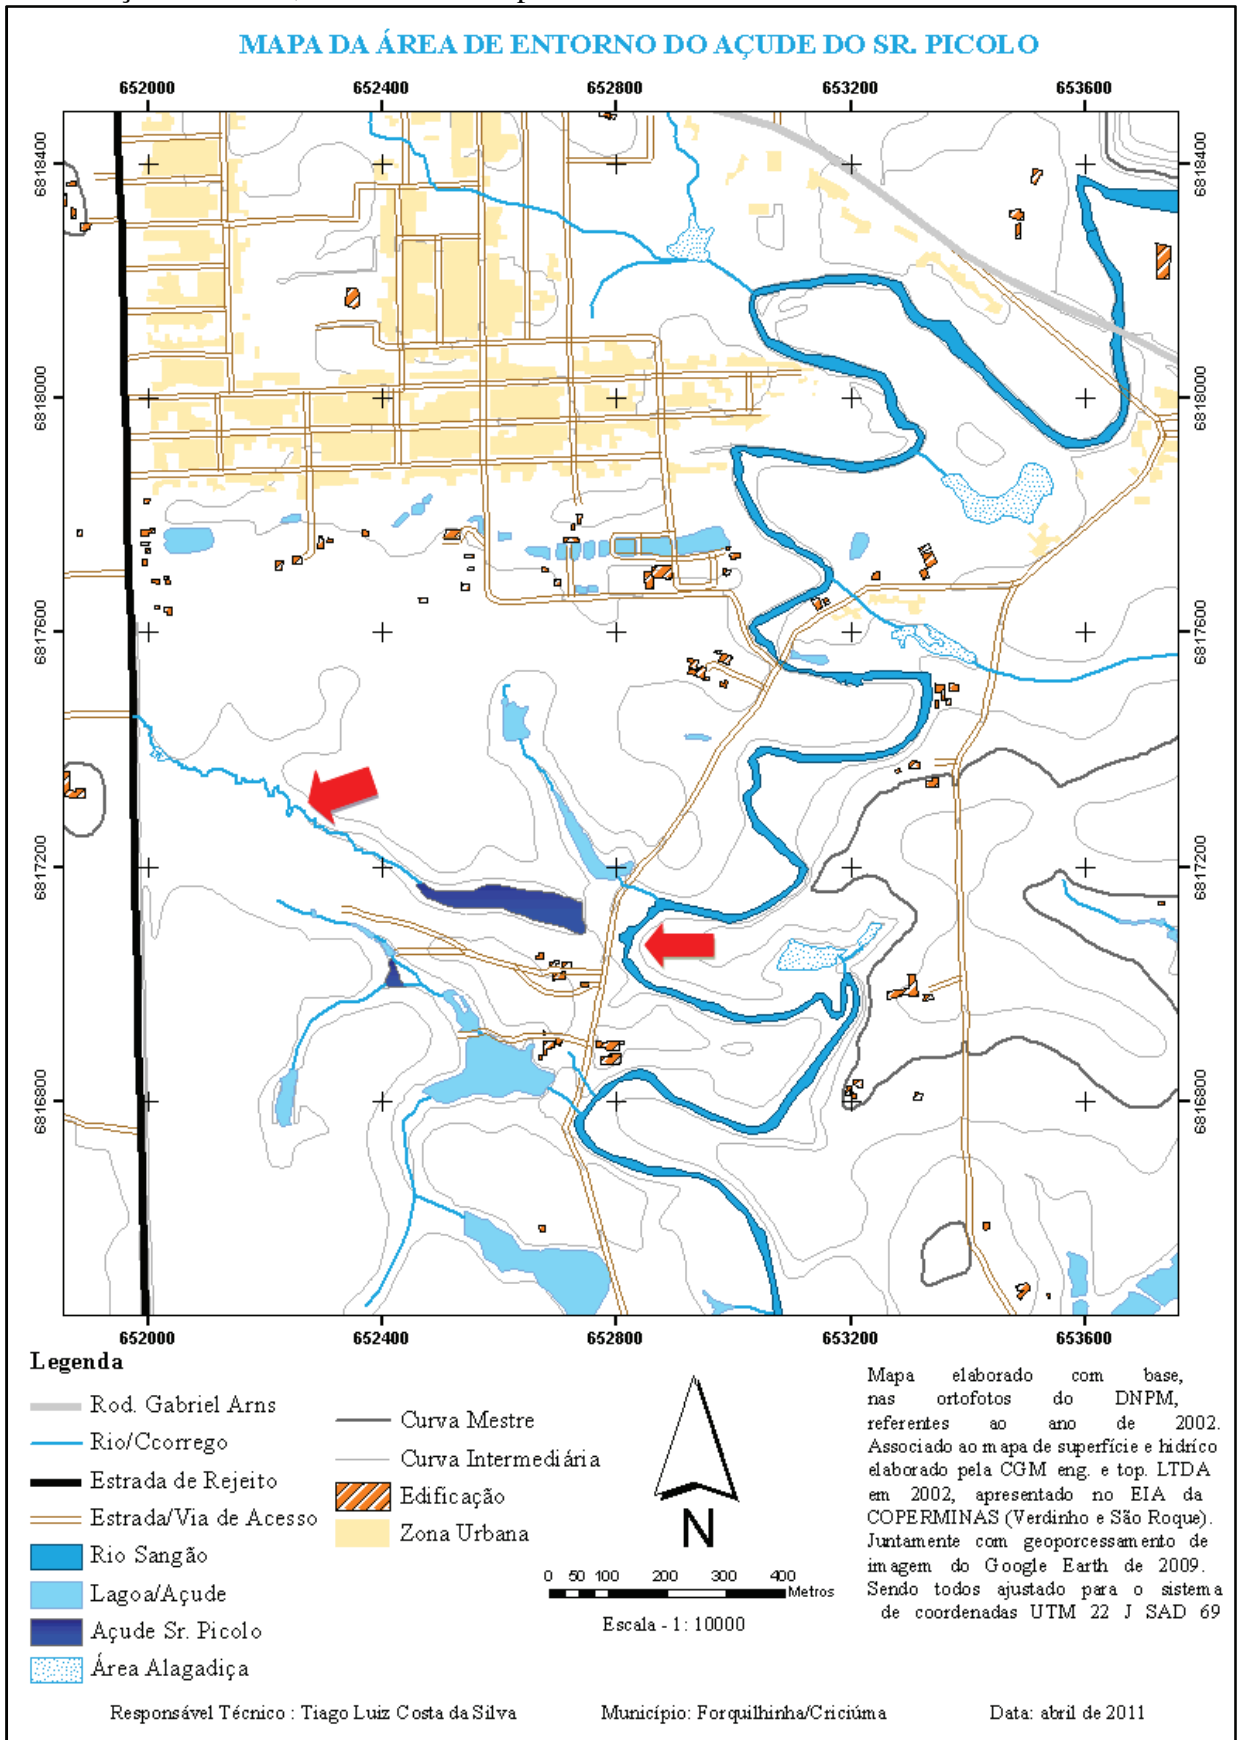 MAPA DA ÁREA DE ENTORNO DO AÇUDE DO SR. PICOLO
652000 652400 652800 653200 653600
6818400 6818400
6818000 6818000
6817600 6817600
6817200 6817200
6816800 6816800
652000 652400 652800 653200 653600
Legenda
Rod. Gabriel Arns
Rio/Ccorrego
Estrada de Rejeito
Estrada/Via de Acesso
Rio Sangão
Lagoa/Açude
Açude Sr. Picolo
Área Alagadiça
Curva Mestre
Curva Intermediária
Edificação
Zona Urbana
N
0 50 100 200 300 400
Metros
Escala - 1: 10000
Mapa elaborado com base,
nas ortofotos do DNPM,
referentes ao ano de 2002.
Associado ao mapa de superfície e hidríco
elaborado pela CGM eng. e top. LTDA
em 2002, apresentado no EIA da
COPERMINAS (Verdinho e São Roque).
Juntamente com geoporcessamento de
imagem do Google Earth de 2009.
Sendo todos ajustado para o sistema
de coordenadas UTM 22 J SAD 69
Responsável Técnico : Tiago Luiz Costa da Silva Município: Forquilhinha/Criciúma Data: abril de 2011